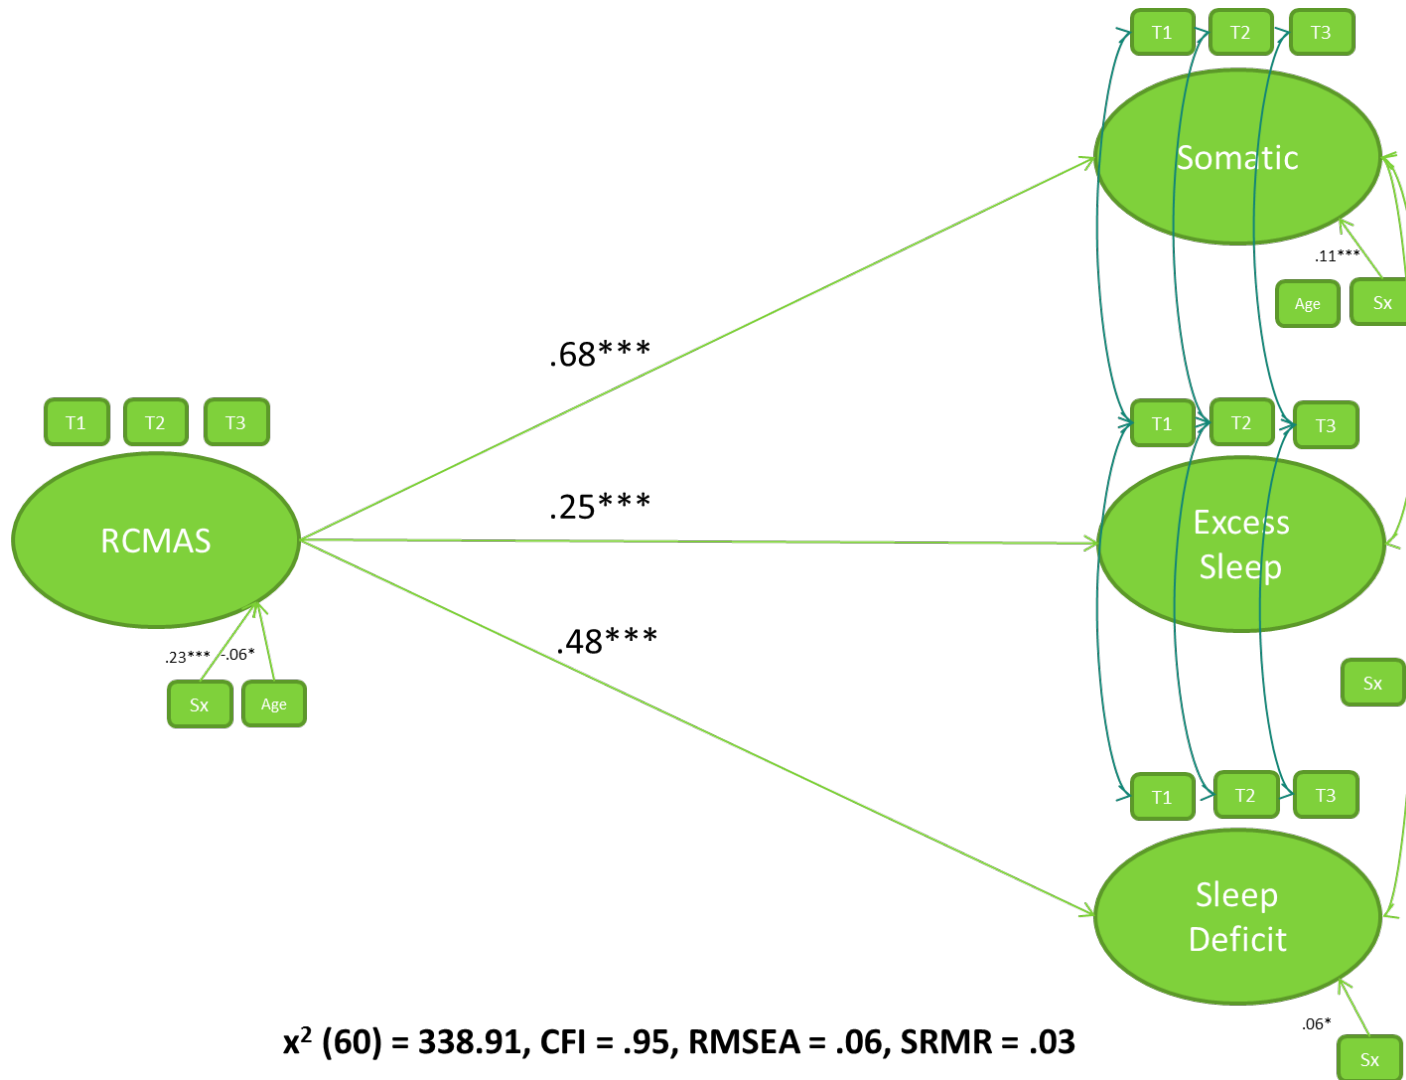 T1 T2 T3
Somatic
.11***
Age Sx
.68***
T1 T2 T3
T1 T2 T3
RCMAS
.25***
Excess
Sleep
.23*** -.06*
Sx Age
.48***
Sx
T1 T2 T3
Sleep
Deficit
.06*
Sx
x² (60) = 338.91, CFI = .95, RMSEA = .06, SRMR = .03